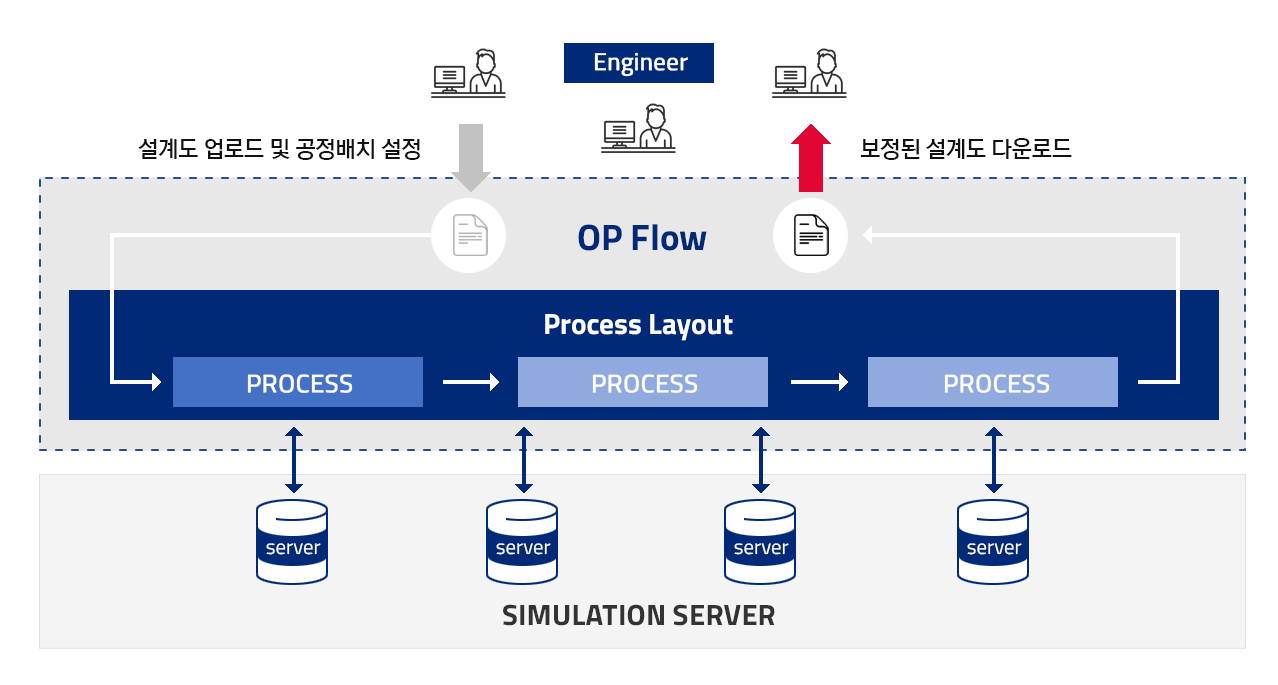 Engineer
설계도 업로드 및 공정배치 설정
보정된 설계도 다운로드
OP Flow
Process Layout
PROCESS
PROCESS
PROCESS
server
server
server
server
SIMULATION SERVER